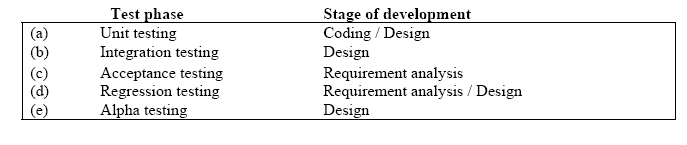 Test phase Stage of development
(a) Unit testing Coding / Design
(b) Integration testing Design
(c) Acceptance testing Requirement analysis
(d) Regression testing Requirement analysis / Design
(e) Alpha testing Design